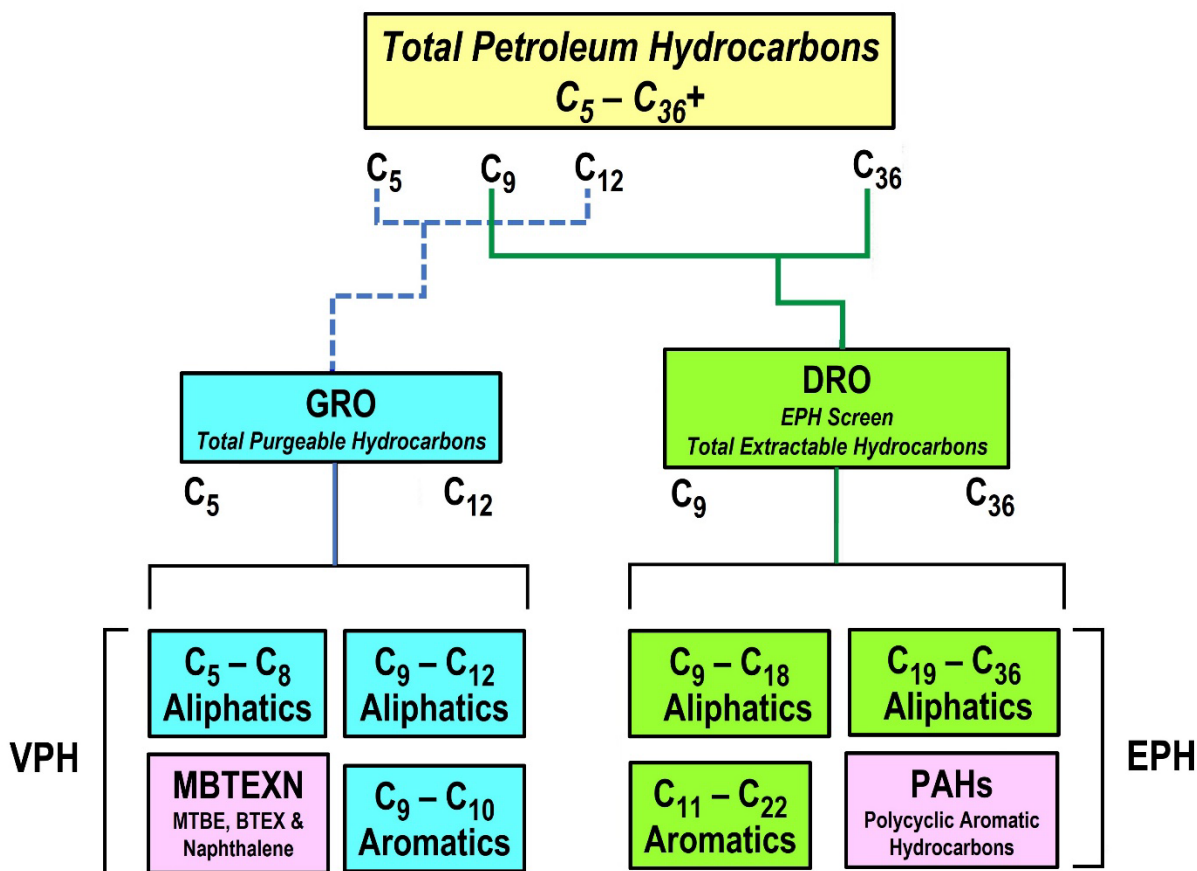 Total Petroleum Hydrocarbons
C₅ – C₃₆+
C₅ C₉ C₁₂ C₃₆
GRO
Total Purgeable Hydrocarbons
DRO
EPH Screen
Total Extractable Hydrocarbons
C₅ C₁₂
C₉ C₃₆
VPH
C₅ – C₈
Aliphatics
C₉ – C₁₂
Aliphatics
MBTEXN
MTBE, BTEX &
Naphthalene
C₉ – C₁₀
Aromatics
C₉ – C₁₈
Aliphatics
C₁₉ – C₃₆
Aliphatics
C₁₁ – C₂₂
Aromatics
PAHs
Polycyclic Aromatic
Hydrocarbons
EPH